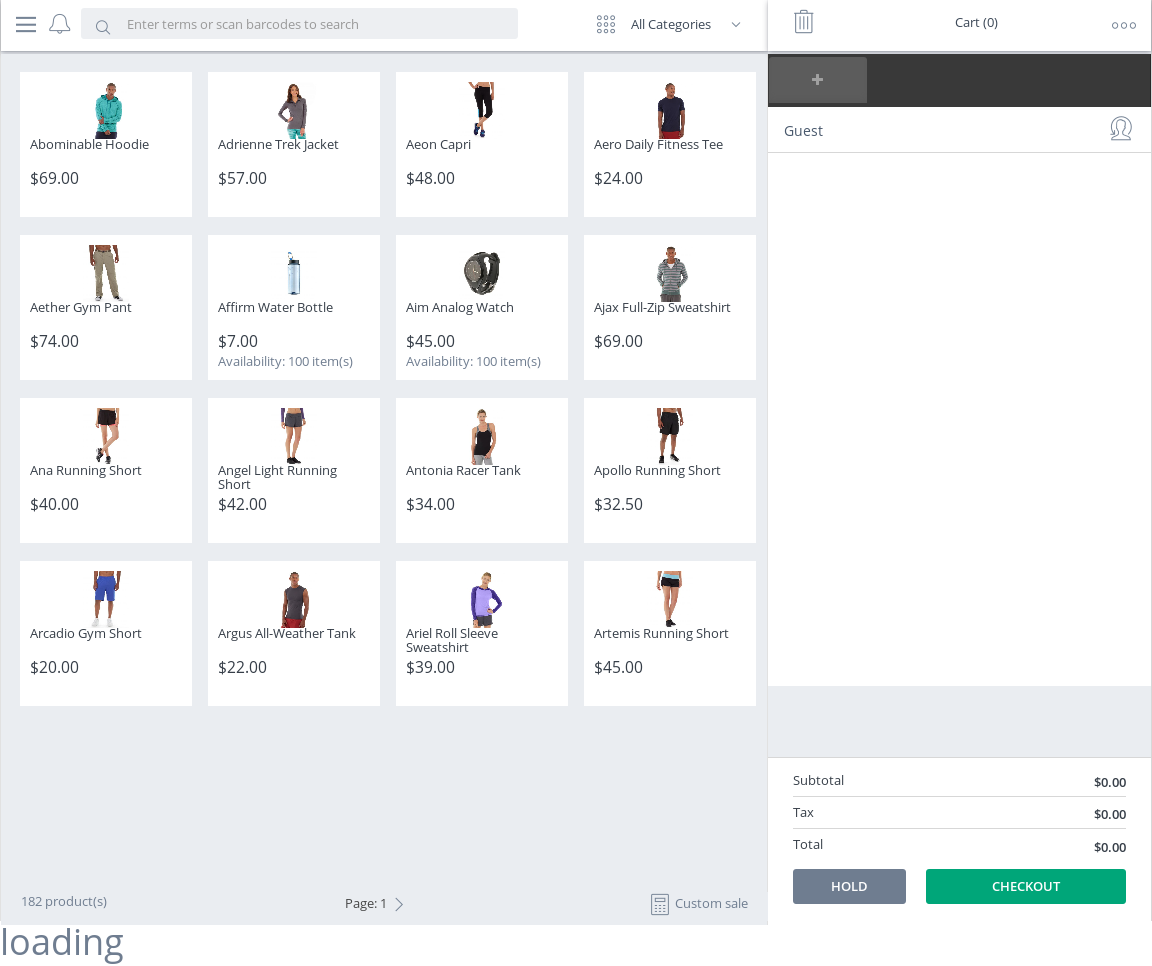 Enter terms or scan barcodes to search
All Categories
Cart (0)
+
Guest
Abominable Hoodie
$69.00
Adrienne Trek Jacket
$57.00
Aeon Capri
$48.00
Aero Daily Fitness Tee
$24.00
Aether Gym Pant
$74.00
Affirm Water Bottle
$7.00
Availability: 100 item(s)
Aim Analog Watch
$45.00
Availability: 100 item(s)
Ajax Full-Zip Sweatshirt
$69.00
Ana Running Short
$40.00
Angel Light Running
Short
$42.00
Antonia Racer Tank
$34.00
Apollo Running Short
$32.50
Arcadio Gym Short
$20.00
Argus All-Weather Tank
$22.00
Ariel Roll Sleeve
Sweatshirt
$39.00
Artemis Running Short
$45.00
Subtotal $0.00
Tax $0.00
Total $0.00
HOLD
CHECKOUT
182 product(s)
Page: 1
Custom sale
loading